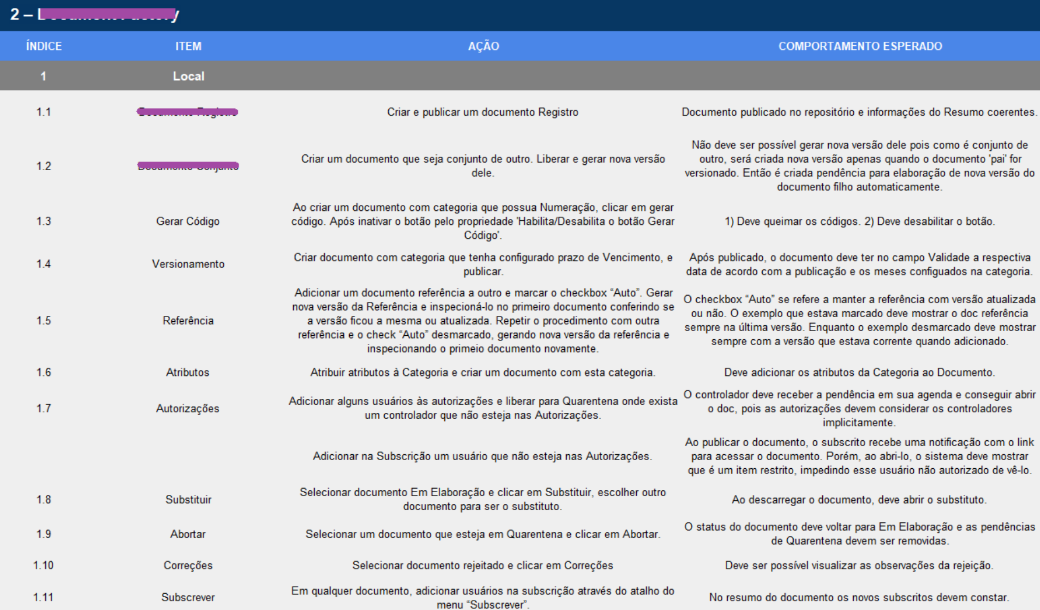 2 –
ÍNDICE ITEM AÇÃO COMPORTAMENTO ESPERADO
1 Local
1.1 Criar e publicar um documento Registro Documento publicado no repositório e informações do Resumo coerentes.
1.2 Criar um documento que seja conjunto de outro. Liberar e gerar nova versão
dele.
Não deve ser possível gerar nova versão dele pois como é conjunto de
outro, será criada nova versão apenas quando o documento 'pai' for
versionado. Então é criada pendência para elaboração de nova versão do
documento filho automaticamente.
1.3 Gerar Código
Ao criar um documento com categoria que possua Numeração, clicar em gerar
código. Após inativar o botão pelo propriedade 'Habilita/Desabilita o botão Gerar
Código'.
1) Deve queimar os códigos. 2) Deve desabilitar o botão.
1.4 Versionamento
Criar documento com categoria que tenha configurado prazo de Vencimento, e
publicar.
Após publicado, o documento deve ter no campo Validade a respectiva
data de acordo com a publicação e os meses configuados na categoria.
1.5 Referência
Adicionar um documento referência a outro e marcar o checkbox “Auto”. Gerar
nova versão da Referência e inspecioná-lo no primeiro documento conferindo se
a versão ficou a mesma ou atualizada. Repetir o procedimento com outra
referência e o check “Auto” desmarcado, gerando nova versão da referência e
inspecionando o primeio documento novamente.
O checkbox “Auto” se refere a manter a referência com versão atualizada
ou não. O exemplo que estava marcado deve mostrar o doc referência
sempre na última versão. Enquanto o exemplo desmarcado deve mostrar
sempre com a versão que estava corrente quando adicionado.
1.6 Atributos Atribuir atributos à Categoria e criar um documento com esta categoria. Deve adicionar os atributos da Categoria ao Documento.
1.7 Autorizações
Adicionar alguns usuários às autorizações e liberar para Quarentena onde exista
um controlador que não esteja nas Autorizações.
O controlador deve receber a pendência em sua agenda e conseguir abrir
o doc, pois as autorizações devem considerar os controladores
implicitamente.
Adicionar na Subscrição um usuário que não esteja nas Autorizações.
Ao publicar o documento, o subscrito recebe uma notificação com o link
para acessar o documento. Porém, ao abri-lo, o sistema deve mostrar
que é um item restrito, impedindo esse usuário não autorizado de vê-lo.
1.8 Substituir
Selecionar documento Em Elaboração e clicar em Substituir, escolher outro
documento para ser o substituto.
Ao descarregar o documento, deve abrir o substituto.
1.9 Abortar Selecionar um documento que esteja em Quarentena e clicar em Abortar.
O status do documento deve voltar para Em Elaboração e as pendências
de Quarentena devem ser removidas.
1.10 Correções Selecionar documento rejeitado e clicar em Correções Deve ser possível visualizar as observações da rejeição.
1.11 Subscrever
Em qualquer documento, adicionar usuários na subscrição através do atalho do
menu “Subscrever”.
No resumo do documento os novos subscritos devem constar.